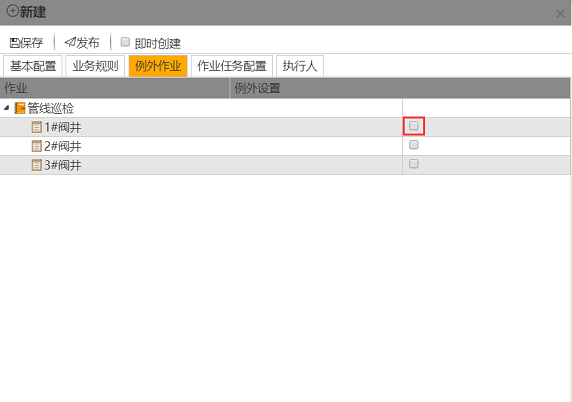 新建
保存 发布 即时创建
基本配置 业务规则 例外作业 作业任务配置 执行人
作业 例外设置
管线巡检
1#阀井
2#阀井
3#阀井